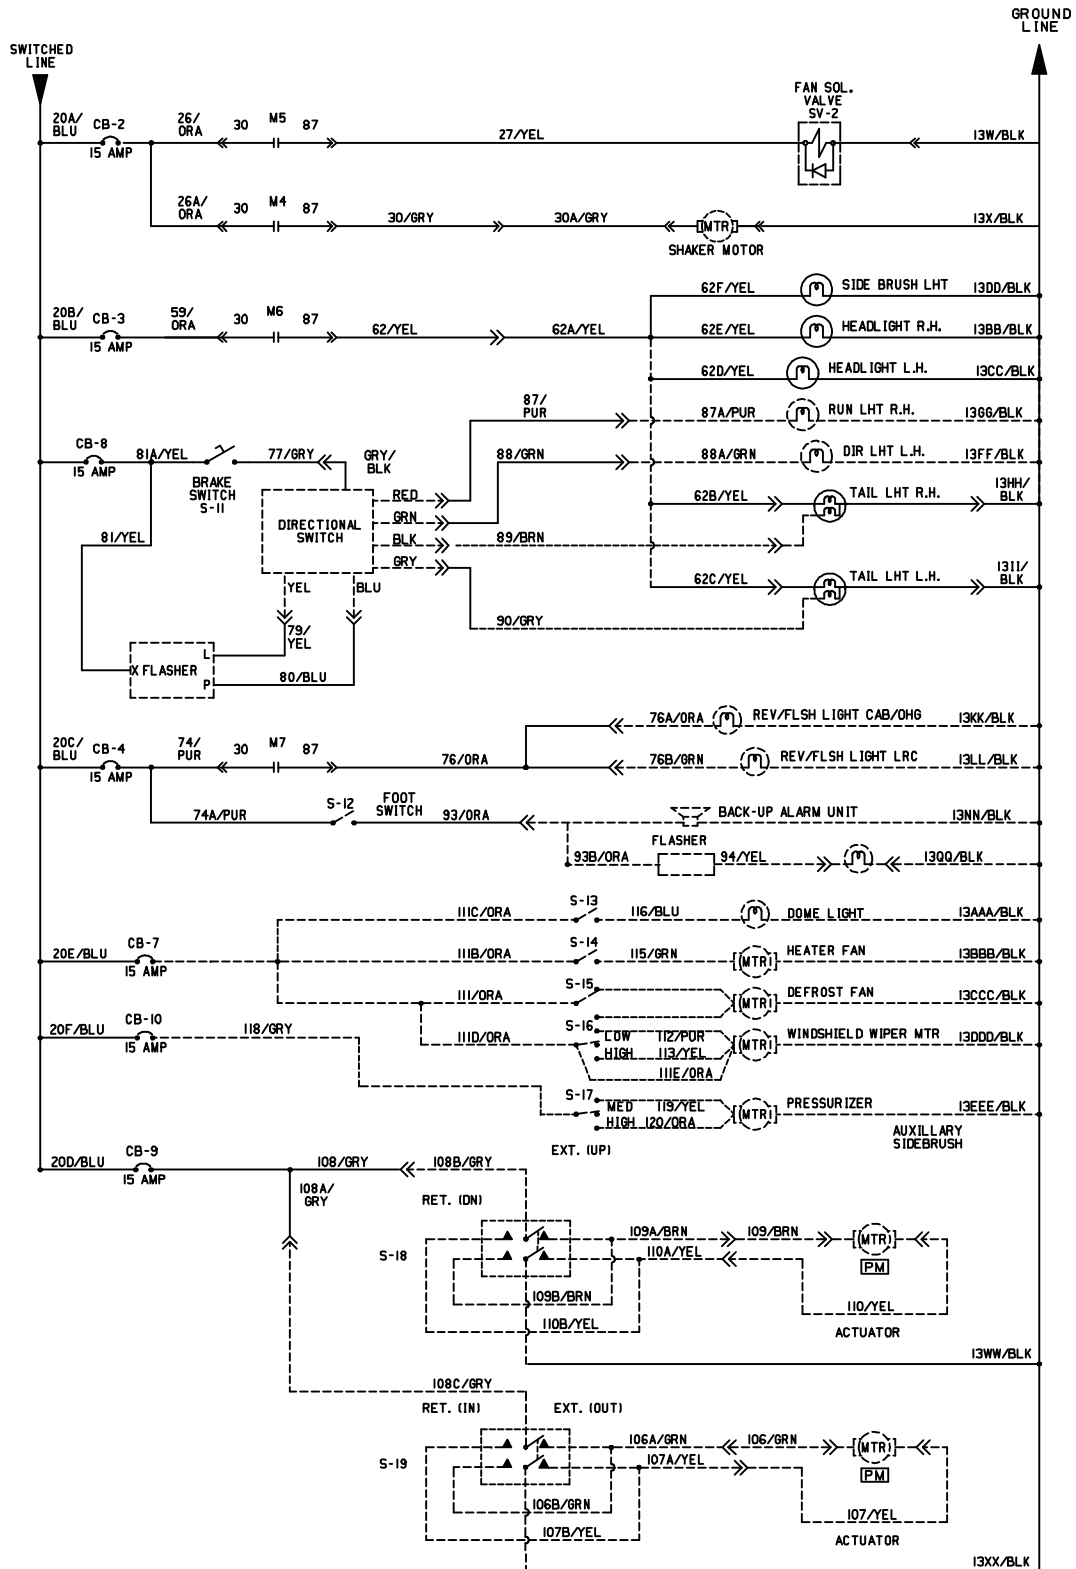 GROUND
LINE
SWITCHED
LINE
FAN SOL.
VALVE
SV-2
20A/
BLU
CB-2
15 AMP
26/
ORA
30
M5
87
27/YEL
13W/BLK
26A/
ORA
30
M4
87
30/GRY
30A/GRY
MTR
13X/BLK
SHAKER MOTOR
62F/YEL
SIDE BRUSH LHT
13DD/BLK
20B/
BLU
CB-3
15 AMP
59/
ORA
30
M6
87
62/YEL
62A/YEL
62E/YEL
HEADLIGHT R.H.
13BB/BLK
62D/YEL
HEADLIGHT L.H.
13CC/BLK
87/
PUR
87A/PUR
RUN LHT R.H.
13GG/BLK
CB-8
15 AMP
81A/YEL
BRAKE
SWITCH
S-11
77/GRY
GRY/
BLK
88/GRN
88A/GRN
DIR LHT L.H.
13FF/BLK
DIRECTIONAL
SWITCH
RED
GRN
BLK
GRY
62B/YEL
TAIL LHT R.H.
13HH/
BLK
81/YEL
89/BRN
YEL
BLU
62C/YEL
TAIL LHT L.H.
13II/
BLK
90/GRY
79/
YEL
X FLASHER
L
P
80/BLU
76A/ORA
REV/FLSH LIGHT CAB/OHG
13KK/BLK
20C/
BLU
CB-4
15 AMP
74/
PUR
30
M7
87
76/ORA
76B/GRN
REV/FLSH LIGHT LRC
13LL/BLK
74A/PUR
S-12
FOOT
SWITCH
93/ORA
BACK-UP ALARM UNIT
13NN/BLK
FLASHER
93B/ORA
94/YEL
13QQ/BLK
111C/ORA
S-13
116/BLU
DOME LIGHT
13AAA/BLK
20E/BLU
CB-7
15 AMP
111B/ORA
S-14
115/GRN
MTR1
HEATER FAN
13BBB/BLK
111/ORA
S-15
MTR1
DEFROST FAN
13CCC/BLK
20F/BLU
CB-10
15 AMP
118/GRY
111D/ORA
S-16
LOW
112/PUR
HIGH
113/YEL
111E/ORA
MTR1
WINDSHIELD WIPER MTR
13DDD/BLK
S-17
MED
119/YEL
HIGH
120/ORA
MTR1
PRESSURIZER
13EEE/BLK
AUXILLARY
SIDEBRUSH
EXT. (UP)
20D/BLU
CB-9
15 AMP
108/GRY
108B/GRY
108A/
GRY
RET. (DN)
S-18
109A/BRN
109/BRN
MTR
110A/YEL
PM
109B/BRN
110B/YEL
110/YEL
ACTUATOR
13WW/BLK
108C/GRY
RET. (IN)
EXT. (OUT)
S-19
106A/GRN
106/GRN
MTR
107A/YEL
PM
106B/GRN
107B/YEL
107/YEL
ACTUATOR
13XX/BLK